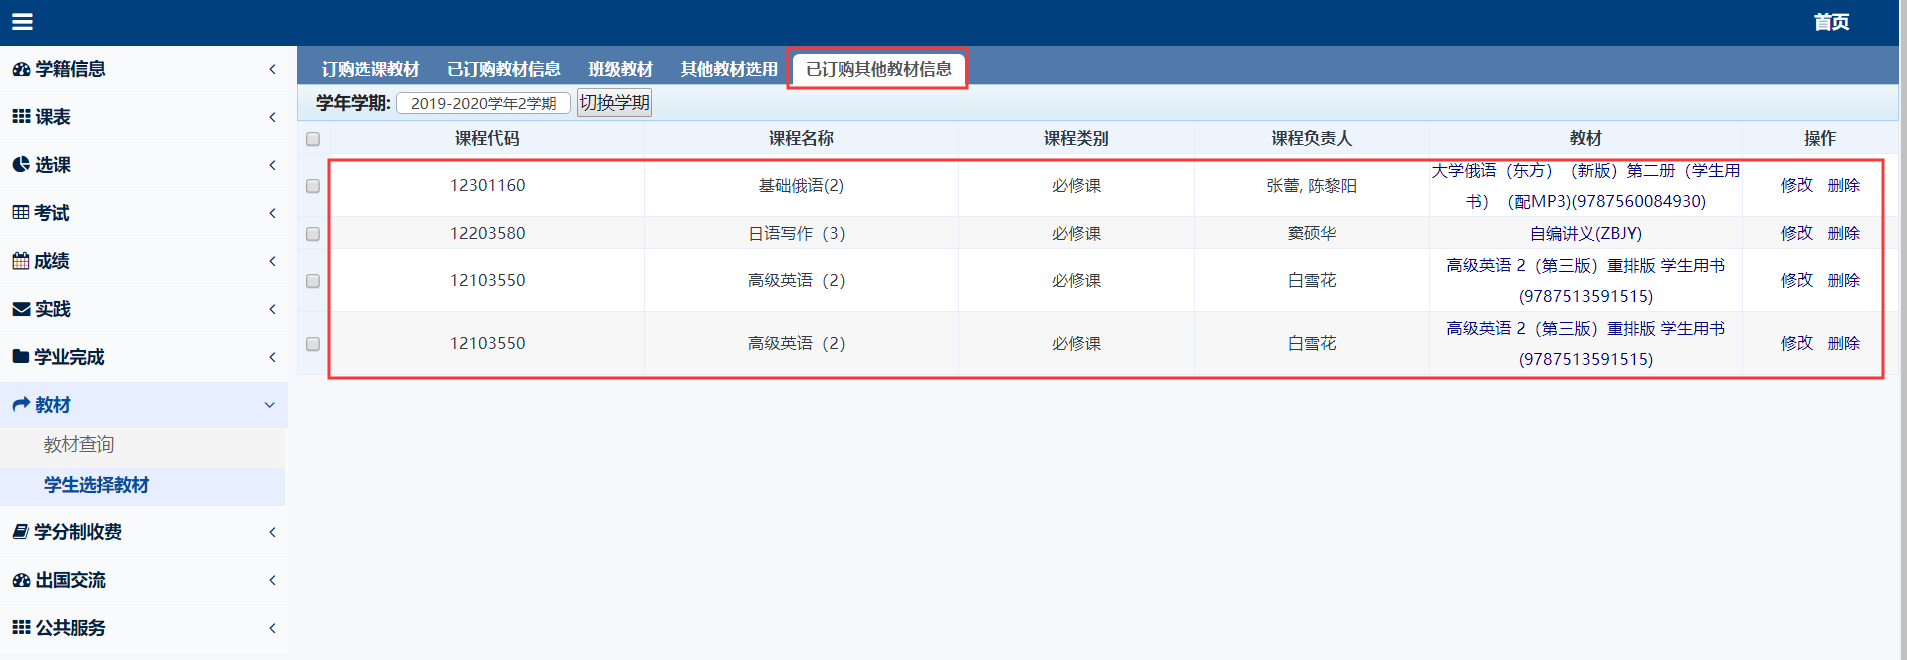 首页
学籍信息
课表
选课
考试
成绩
实践
学业完成
教材
教材查询
学生选择教材
学分制收费
出国交流
公共服务
订购选课教材 已订购教材信息 班级教材 其他教材选用 已订购其他教材信息
学年学期: 2019-2020学年2学期 切换学期
课程代码 课程名称 课程类别 课程负责人 教材 操作
12301160 基础俄语(2) 必修课 张蕾, 陈黎阳 大学俄语（东方）（新版）第二册（学生用
书）（配MP3)(9787560084930) 修改 删除
12203580 日语写作（3） 必修课 窦硕华 自编讲义(ZBJY) 修改 删除
12103550 高级英语（2） 必修课 白雪花 高级英语 2（第三版）重排版 学生用书
(9787513591515) 修改 删除
12103550 高级英语（2） 必修课 白雪花 高级英语 2（第三版）重排版 学生用书
(9787513591515) 修改 删除